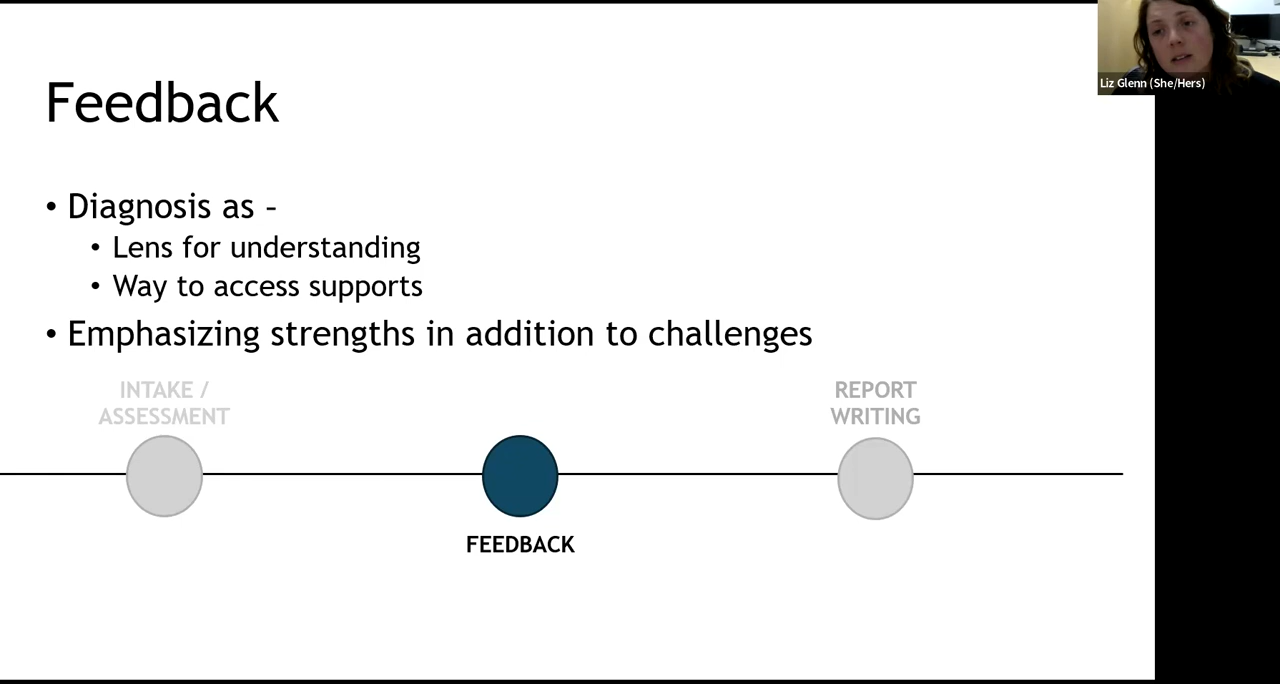 Feedback
Liz Glenn (She/Hers)
• Diagnosis as –
• Lens for understanding
• Way to access supports
• Emphasizing strengths in addition to challenges
INTAKE /
ASSESSMENT
FEEDBACK
REPORT
WRITING